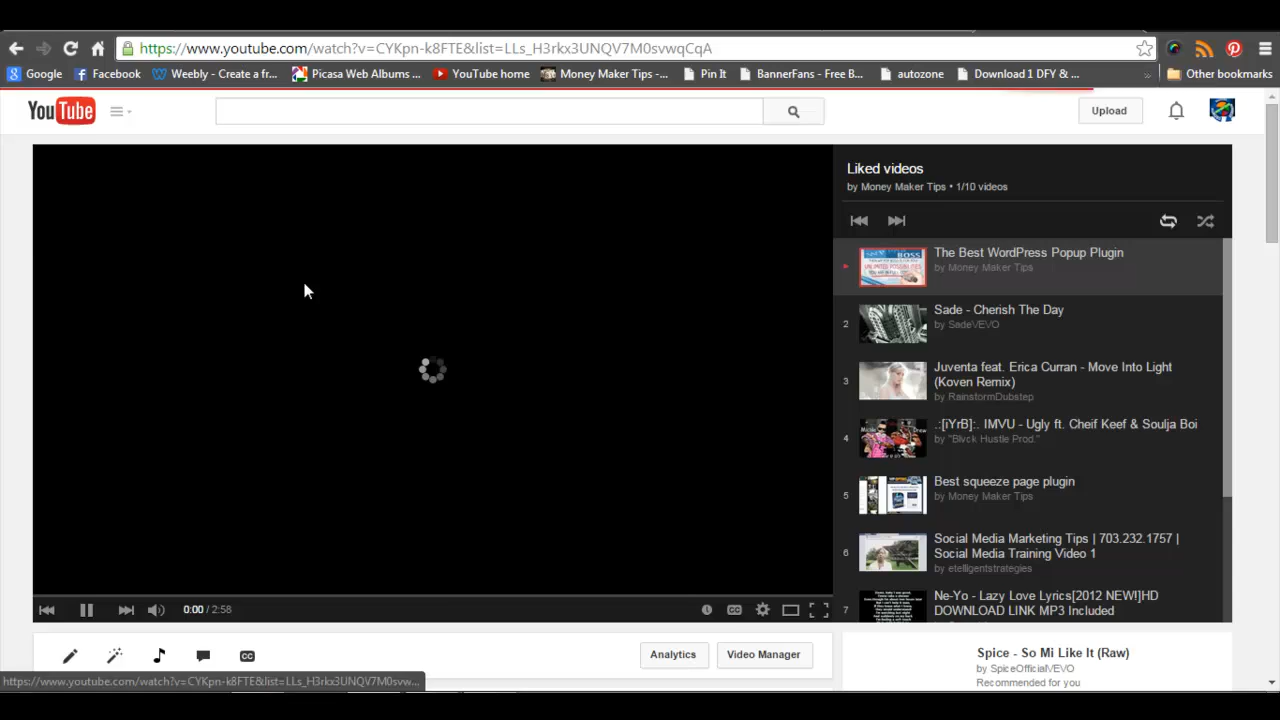 https://www.youtube.com/watch?v=CYKpn-k8FTE&list=LLs_H3rkx3UNQV7M0svwqCqA
Google Facebook Weebly - Create a fr... Picasa Web Albums ... YouTube home Money Maker Tips -... Pin It BannerFans - Free B... autozone Download 1 DFY & ... » Other bookmarks
YouTube Upload
Liked videos
by Money Maker Tips • 1/10 videos
The Best WordPress Popup Plugin
by Money Maker Tips
2 Sade - Cherish The Day
by SadeVEVO
3 Juventa feat. Erica Curran - Move Into Light
(Koven Remix)
by RainstormDubstep
4 .:[iYrB]:. IMVU - Ugly ft. Cheif Keef & Soulja Boi
by "Blvck Hustle Prod."
5 Best squeeze page plugin
by Money Maker Tips
6 Social Media Marketing Tips | 703.232.1757 |
Social Media Training Video 1
by etelligentstrategies
7 Ne-Yo - Lazy Love Lyrics[2012 NEW!]HD
DOWNLOAD LINK MP3 Included
0:00 / 2:58
Analytics Video Manager
Spice - So Mi Like It (Raw)
by SpiceOfficialVEVO
Recommended for you
https://www.youtube.com/watch?v=CYKpn-k8FTE&list=LLs_H3rkx3UNQV7M0svwq...